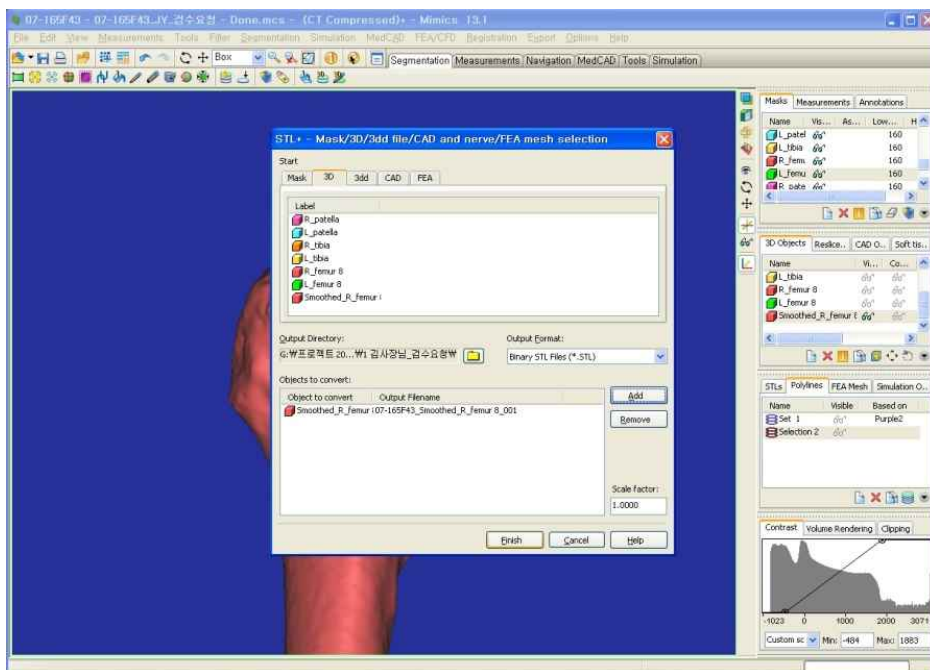 07-165F43 - 07-165F43_JY_검수요청 - Done.mcs - (CT Compressed)+ - Mimics 13.1
File Edit View Measurements Tools Filter Segmentation Simulation MedCAD FEA/CFD Registration Export Options Help
Box
Segmentation Measurements Navigation MedCAD Tools Simulation
STL+ - Mask/3D/3dd file/CAD and nerve/FEA mesh selection
Start
Mask 3D 3dd CAD FEA
Label
R_patella
L_patella
R_tibia
L_tibia
R_femur 8
L_femur 8
Smoothed_R_femur
Output Directory:
G:₩프로젝트 20...₩1 김사장님_검수요청₩
Output Format:
Binary STL Files (*.STL)
Objects to convert:
Object to convert Output Filename
Smoothed_R_femur 07-165F43_Smoothed_R_femur 8_001
Add
Remove
Scale factor:
1.0000
Finish Cancel Help
Masks Measurements Annotations
Name Vis... As... Low... H
L_patel 160
L_tibia 160
R_femu 160
L_femu 160
R_pate 160
3D Objects Reslice... CAD O... Soft tis...
Name Vi... Co...
L_tibia
R_femur 8
L_femur 8
Smoothed_R_femur 8
STLs Polylines FEA Mesh Simulation O...
Name Visible Based on
Set 1 Purple2
Selection 2
Contrast Volume Rendering Clipping
-1023 0 1000 2000 3071
Custom sc Min: -484 Max: 1883